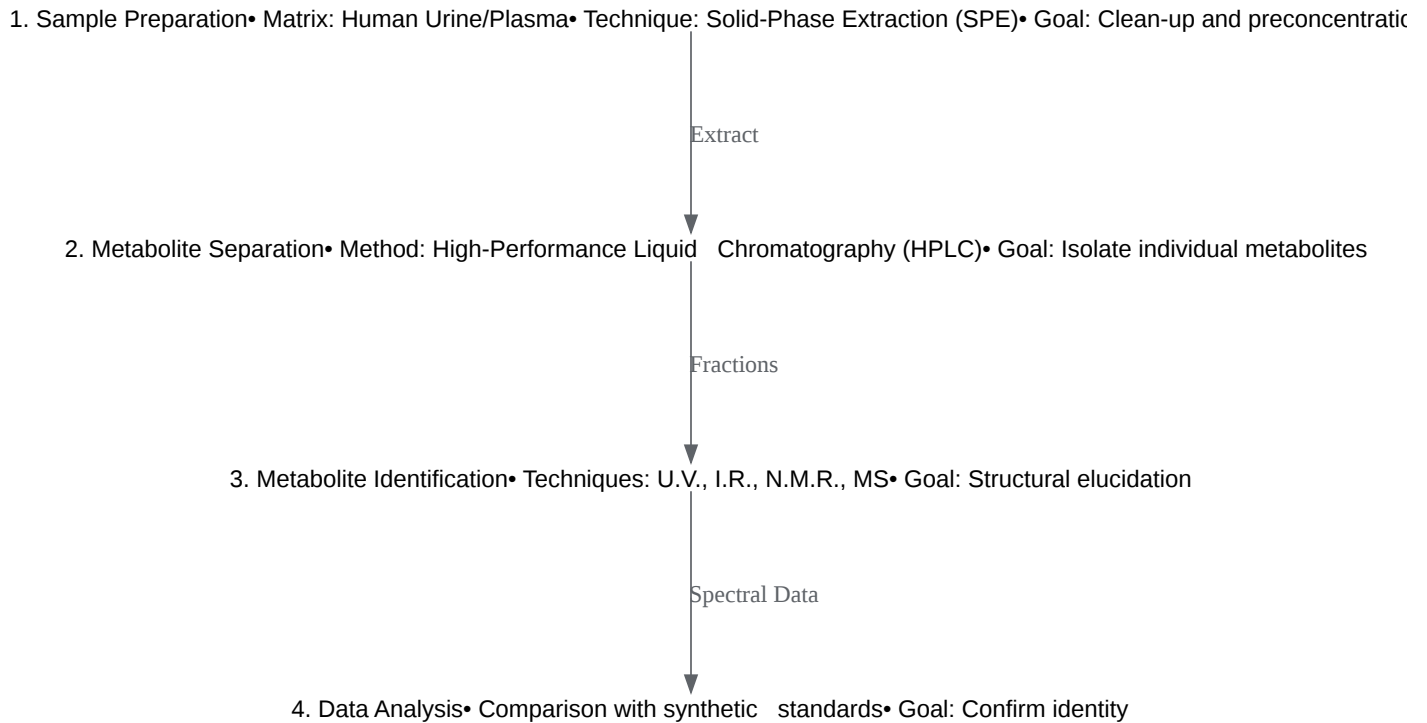 1. Sample Preparation• Matrix: Human Urine/Plasma• Technique: Solid-Phase Extraction (SPE)• Goal: Clean-up and preconcentratio
Extract
2. Metabolite Separation• Method: High-Performance Liquid Chromatography (HPLC)• Goal: Isolate individual metabolites
Fractions
3. Metabolite Identification• Techniques: U.V., I.R., N.M.R., MS• Goal: Structural elucidation
Spectral Data
4. Data Analysis• Comparison with synthetic standards• Goal: Confirm identity